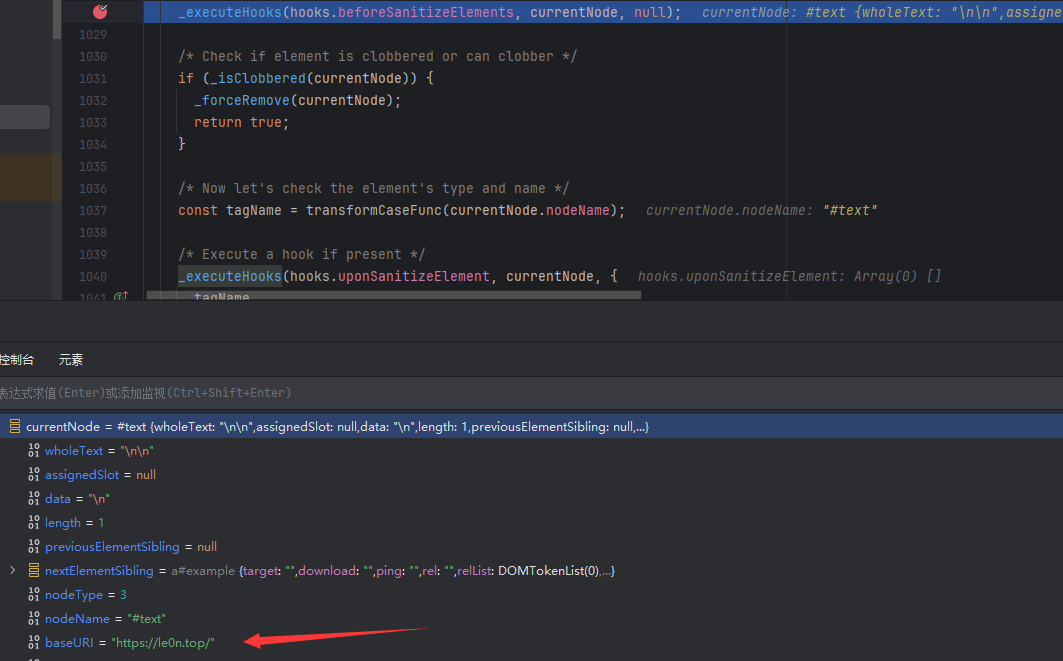 _executeHooks(hooks.beforeSanitizeElements, currentNode, null); currentNode: #text {wholeText: "\n\n",assigne
1029
1030 /* Check if element is clobbered or can clobber */
1031 if (_isClobbered(currentNode)) {
1032 _forceRemove(currentNode);
1033 return true;
1034 }
1035
1036 /* Now let's check the element's type and name */
1037 const tagName = transformCaseFunc(currentNode.nodeName); currentNode.nodeName: "#text"
1038
1039 /* Execute a hook if present */
1040 _executeHooks(hooks.uponSanitizeElement, currentNode, { hooks.uponSanitizeElement: Array(0) []
1041 tagName
控制台 元素
表达式求值(Enter)或添加监视(Ctrl+Shift+Enter)
currentNode = #text {wholeText: "\n\n",assignedSlot: null,data: "\n",length: 1,previousElementSibling: null,...}
wholeText = "\n\n"
assignedSlot = null
data = "\n"
length = 1
previousElementSibling = null
nextElementSibling = a#example {target: "",download: "",ping: "",rel: "",relList: DOMTokenList(0),...}
nodeType = 3
nodeName = "#text"
baseURI = "https://le0n.top/"